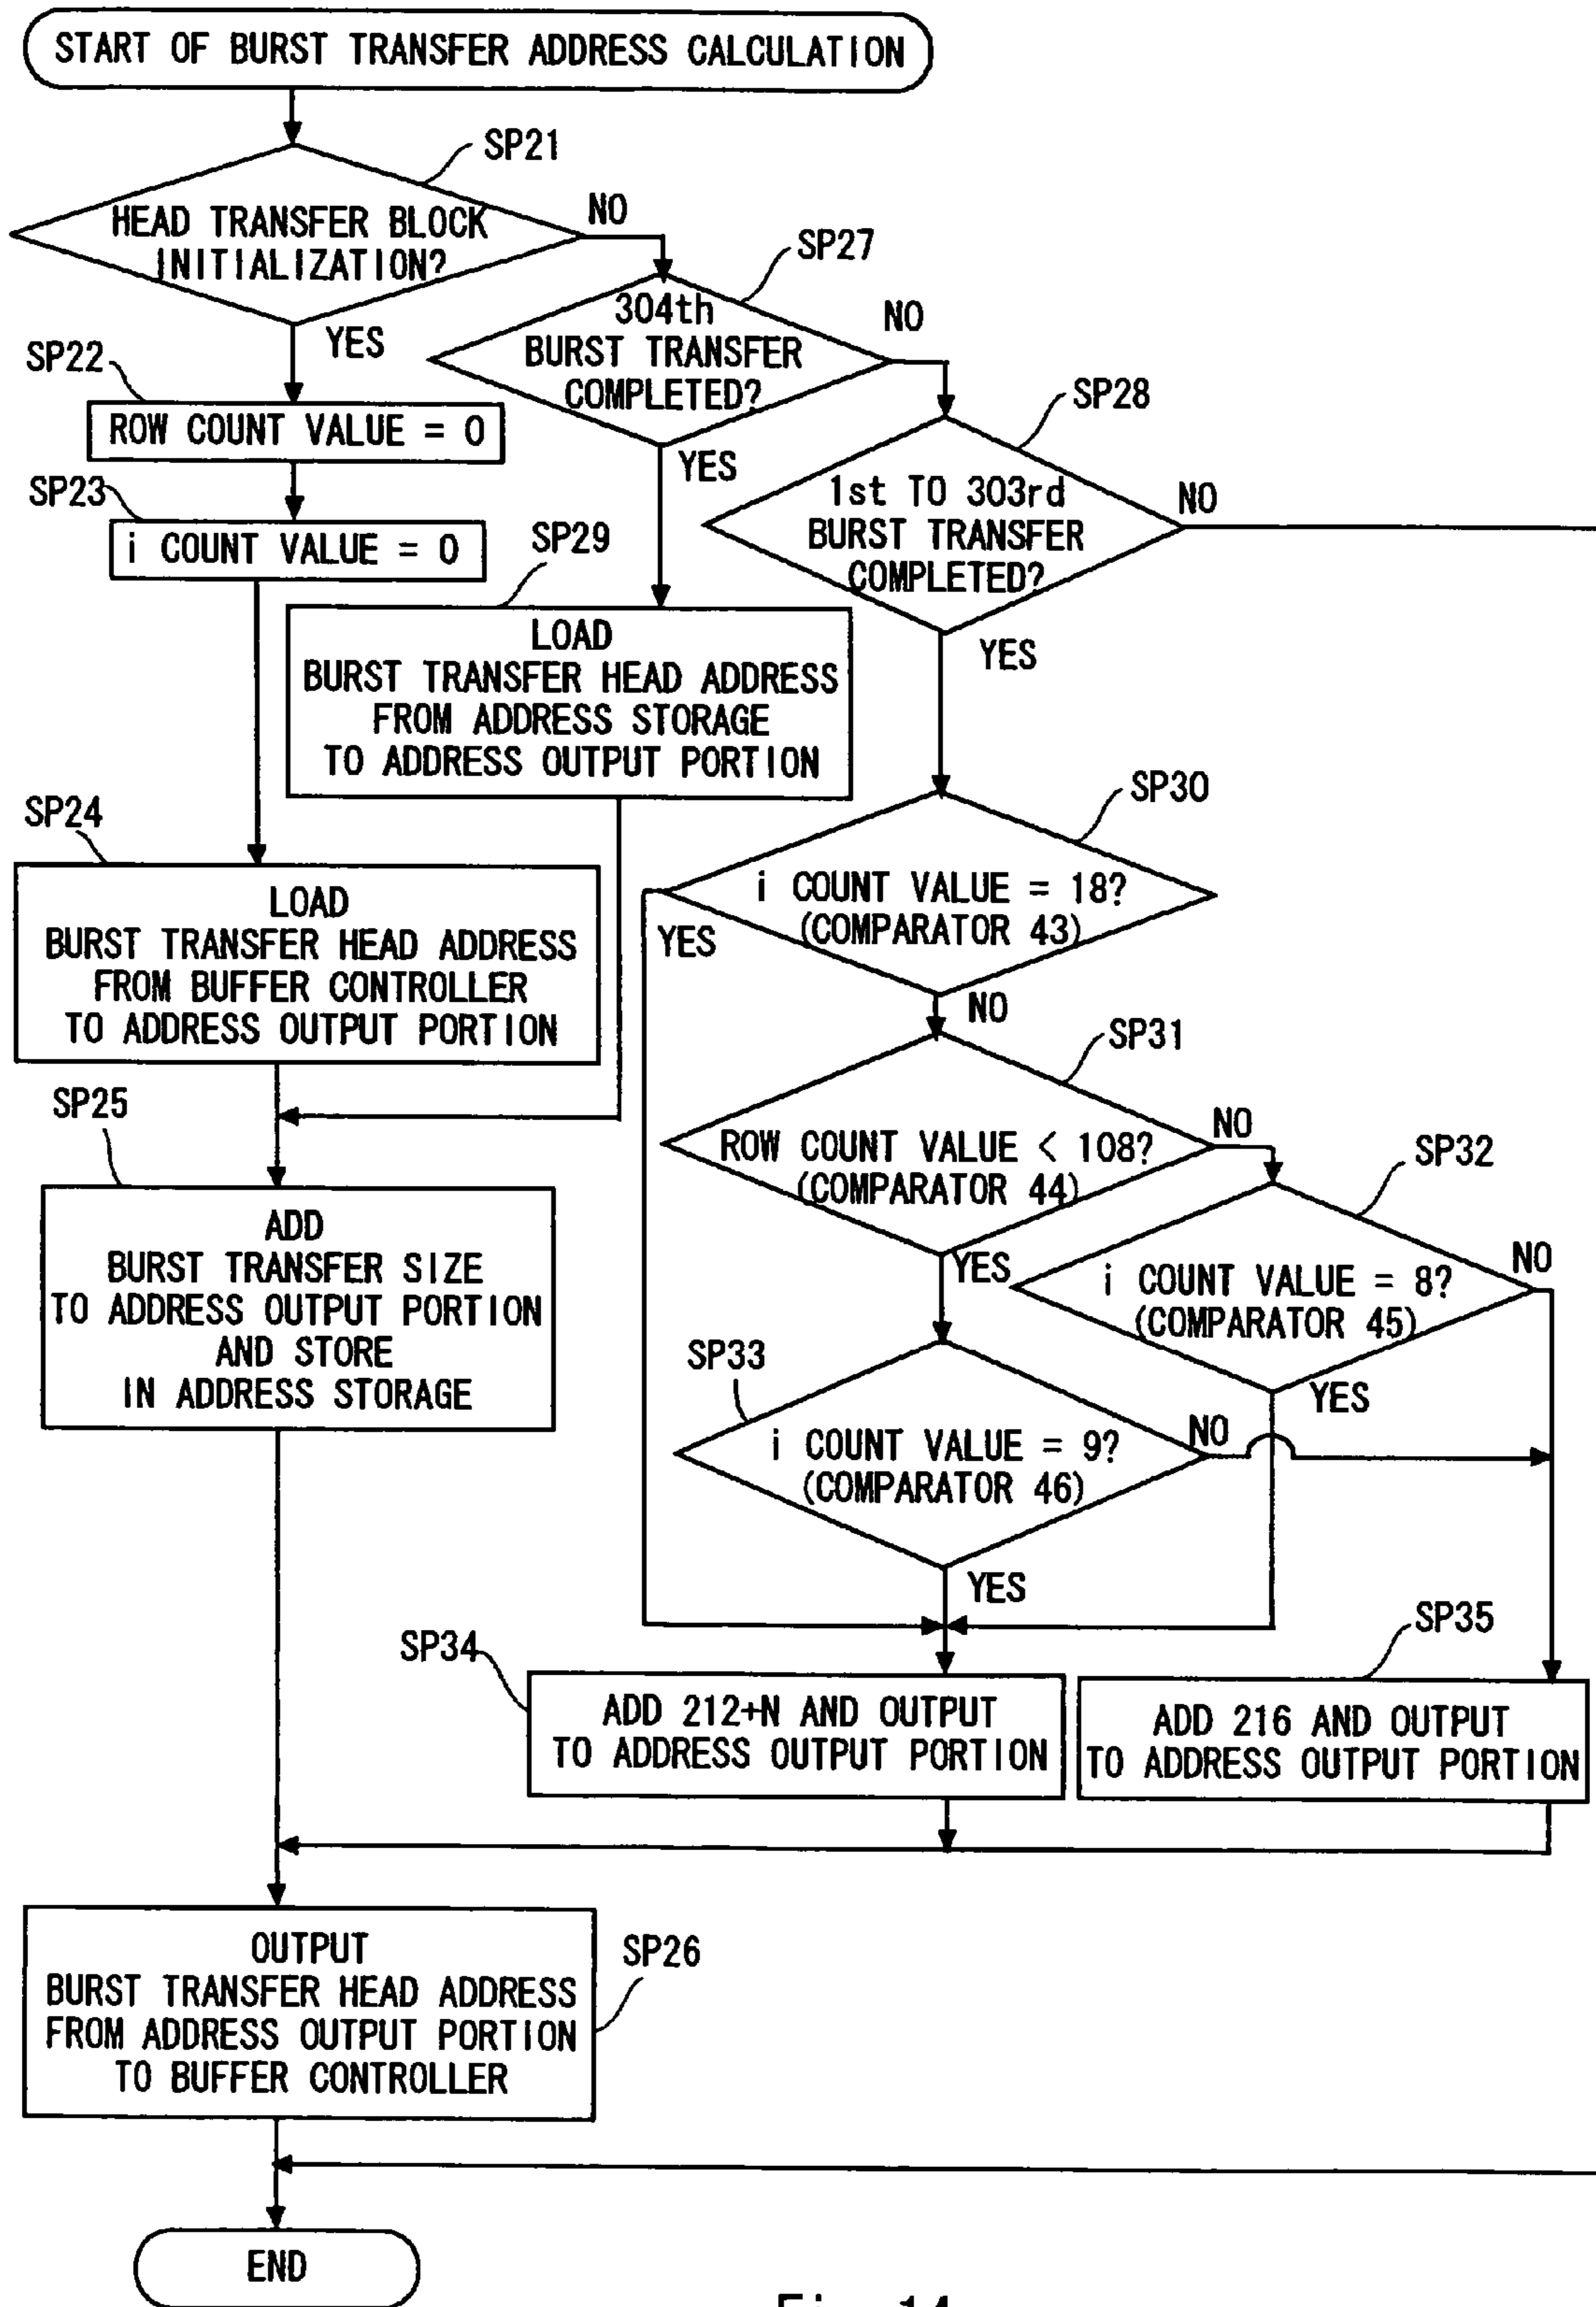 START OF BURST TRANSFER ADDRESS CALCULATION
SP21
HEAD TRANSFER BLOCK
INITIALIZATION?
NO
YES
SP27
304th
BURST TRANSFER
COMPLETED?
NO
YES
SP22
ROW COUNT VALUE = 0
SP23
i COUNT VALUE = 0
SP28
1st TO 303rd
BURST TRANSFER
COMPLETED?
NO
YES
SP29
LOAD
BURST TRANSFER HEAD ADDRESS
FROM ADDRESS STORAGE
TO ADDRESS OUTPUT PORTION
SP24
LOAD
BURST TRANSFER HEAD ADDRESS
FROM BUFFER CONTROLLER
TO ADDRESS OUTPUT PORTION
SP30
i COUNT VALUE = 18?
(COMPARATOR 43)
YES
NO
SP31
ROW COUNT VALUE < 108?
(COMPARATOR 44)
NO
YES
SP25
ADD
BURST TRANSFER SIZE
TO ADDRESS OUTPUT PORTION
AND STORE
IN ADDRESS STORAGE
SP32
i COUNT VALUE = 8?
(COMPARATOR 45)
NO
YES
SP33
i COUNT VALUE = 9?
(COMPARATOR 46)
NO
YES
SP34
ADD 212+N AND OUTPUT
TO ADDRESS OUTPUT PORTION
SP35
ADD 216 AND OUTPUT
TO ADDRESS OUTPUT PORTION
OUTPUT
BURST TRANSFER HEAD ADDRESS
FROM ADDRESS OUTPUT PORTION
TO BUFFER CONTROLLER
SP26
END